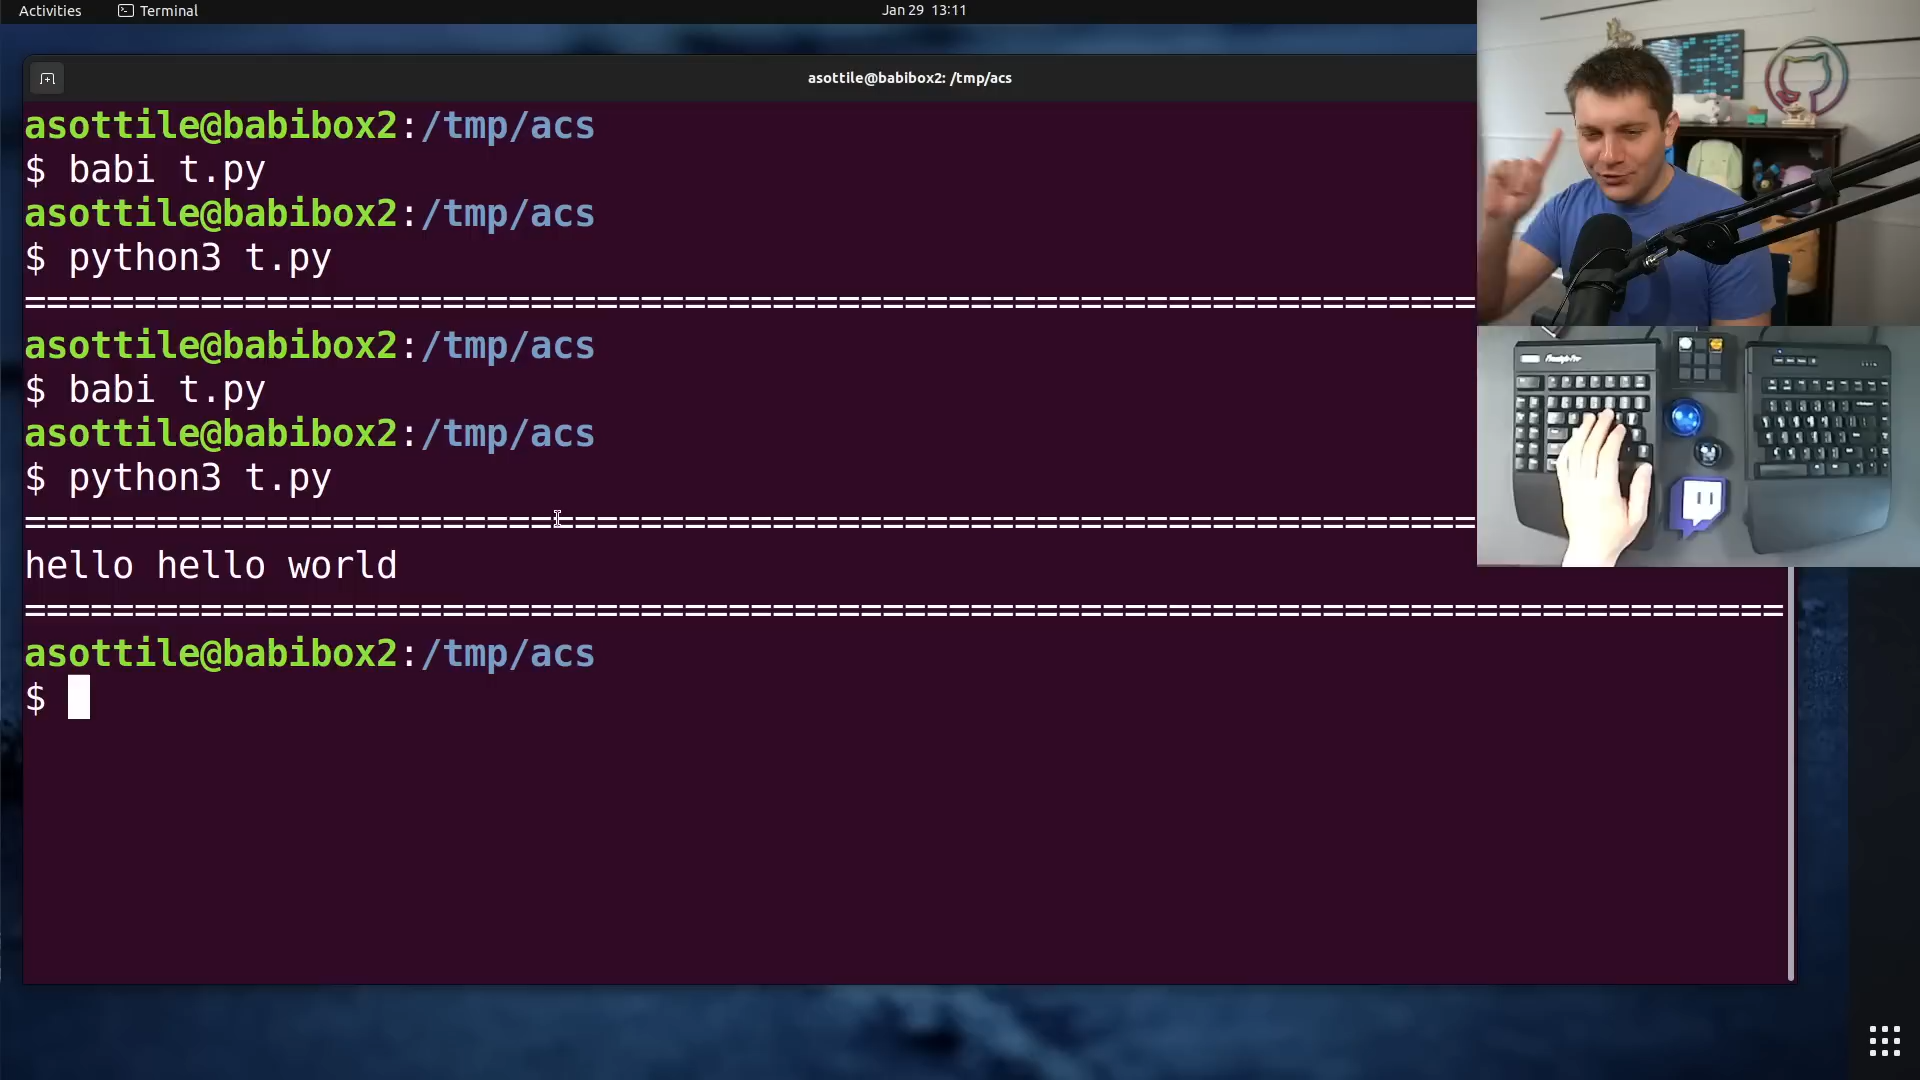 Activities Terminal Jan 29 13:11
asottile@babibox2: /tmp/acs
asottile@babibox2:/tmp/acs
$ babi t.py
asottile@babibox2:/tmp/acs
$ python3 t.py
==================================================================
asottile@babibox2:/tmp/acs
$ babi t.py
asottile@babibox2:/tmp/acs
$ python3 t.py
==================================================================
hello hello world
================================================================================
asottile@babibox2:/tmp/acs
$